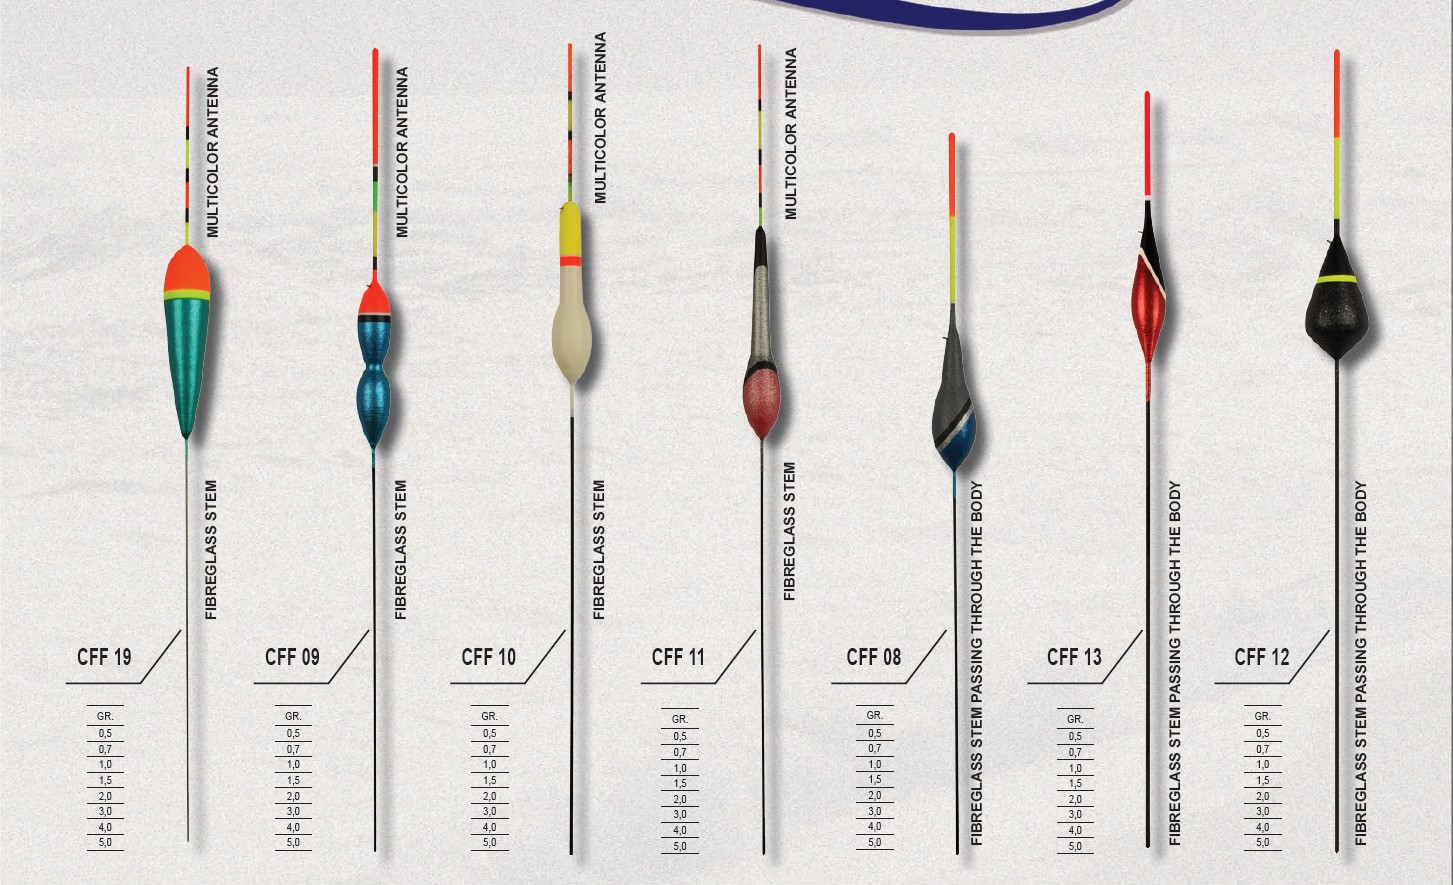 MULTICOLOR ANTENNA
FIBREGLASS STEM
CFF 19
GR.
0,5
0,7
1,0
1,5
2,0
3,0
4,0
5,0
MULTICOLOR ANTENNA
FIBREGLASS STEM
CFF 09
GR.
0,5
0,7
1,0
1,5
2,0
3,0
4,0
5,0
MULTICOLOR ANTENNA
FIBREGLASS STEM
CFF 10
GR.
0,5
0,7
1,0
1,5
2,0
3,0
4,0
5,0
MULTICOLOR ANTENNA
FIBREGLASS STEM
CFF 11
GR.
0,5
0,7
1,0
1,5
2,0
3,0
4,0
5,0
FIBREGLASS STEM PASSING THROUGH THE BODY
CFF 08
GR.
0,5
0,7
1,0
1,5
2,0
3,0
4,0
5,0
FIBREGLASS STEM PASSING THROUGH THE BODY
CFF 13
GR.
0,5
0,7
1,0
1,5
2,0
3,0
4,0
5,0
FIBREGLASS STEM PASSING THROUGH THE BODY
CFF 12
GR.
0,5
0,7
1,0
1,5
2,0
3,0
4,0
5,0